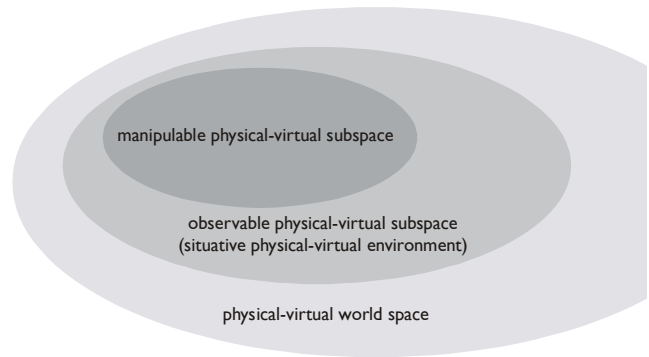 manipulable physical-virtual subspace
observable physical-virtual subspace
(situative physical-virtual environment)
physical-virtual world space